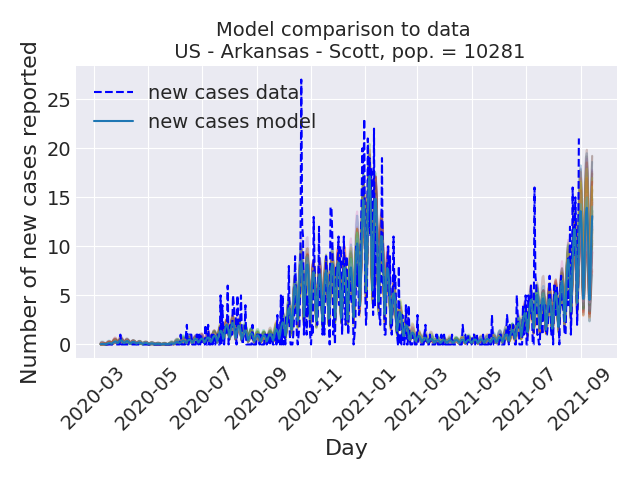 Model comparison to data
US - Arkansas - Scott, pop. = 10281
Number of new cases reported
25
20
15
10
5
0
new cases data
new cases model
2020-03
2020-05
2020-07
2020-09
2020-11
2021-01
2021-03
2021-05
2021-07
2021-09
Day